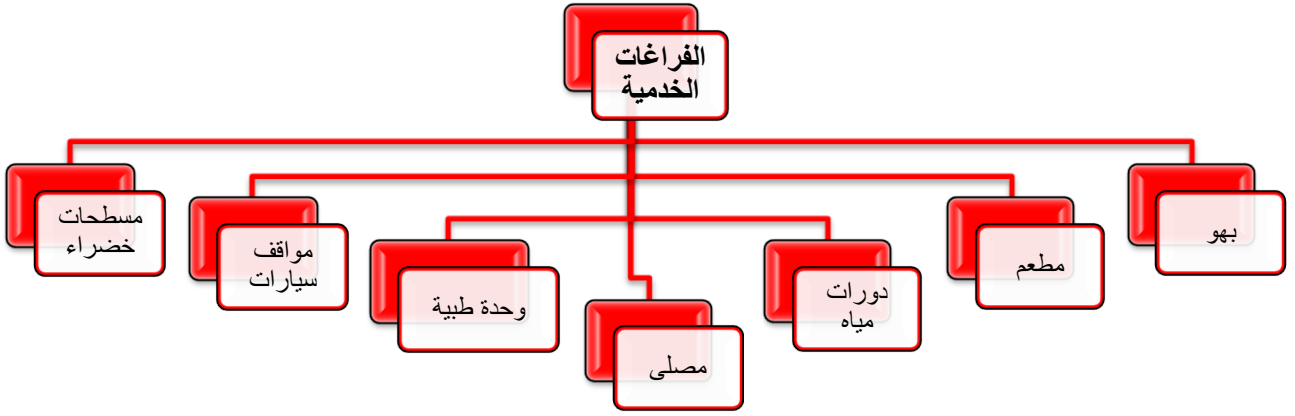 الفراغات
الخدمية
بهو
مطعم
دورات
مياه
مصلى
وحدة طبية
مواقف
سيارات
مسطحات
خضراء